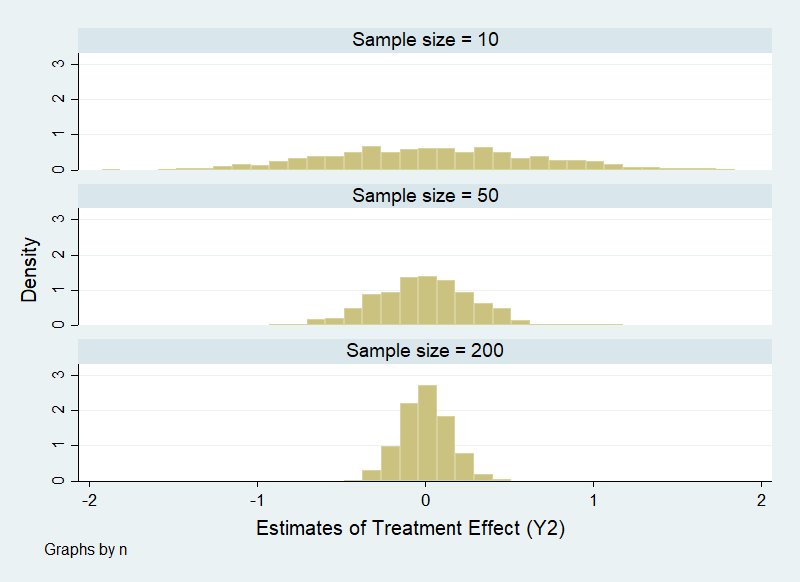 Sample size = 10
3
2
1
0
Sample size = 50
3
2
1
0
Density
Sample size = 200
3
2
1
0
-2 -1 0 1 2
Estimates of Treatment Effect (Y2)
Graphs by n